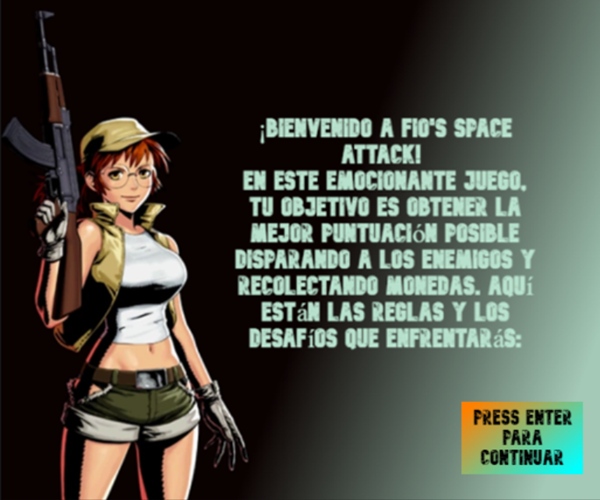 ¡BIENVENIDO A FIO'S SPACE
ATTACK!
EN ESTE EMOCIONANTE JUEGO,
TU OBJETIVO ES OBTENER LA
MEJOR PUNTUACIóN POSIBLE
DISPARANDO A LOS ENEMIGOS Y
RECOLECTANDO MONEDAS. AQUí
ESTáN LAS REGLAS Y LOS
DESAFíOS QUE ENFRENTARáS:
PRESS ENTER
PARA
CONTINUAR